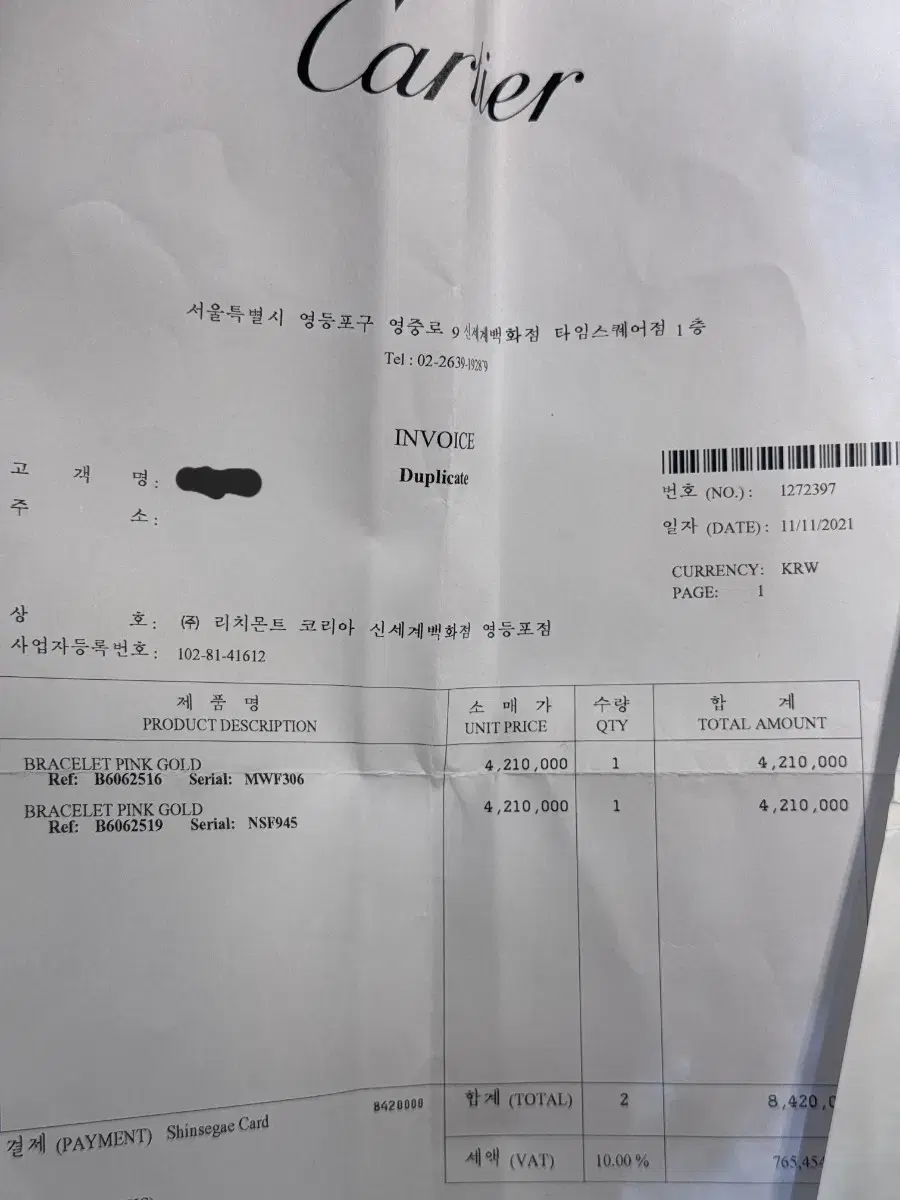 Cartier
서울특별시 영등포구 영중로 9 신세계백화점 타임스퀘어점 1 층
Tel : 02-2639-1928/9
INVOICE
Duplicate
고 객 명 :
주 소 :
번호 (NO.) : 1272397
일자 (DATE) : 11/11/2021
CURRENCY: KRW
PAGE: 1
상 호 : ㈜ 리치몬트 코리아 신세계백화점 영등포점
사업자등록번호 : 102-81-41612
제 품 명 소 매 가 수량 합 계
PRODUCT DESCRIPTION UNIT PRICE QTY TOTAL AMOUNT
BRACELET PINK GOLD 4,210,000 1 4,210,000
Ref: B6062516 Serial: MWF306
BRACELET PINK GOLD 4,210,000 1 4,210,000
Ref: B6062519 Serial: NSF945
합계 (TOTAL) 2 8,420,0
결제 (PAYMENT) Shinsegae Card 8420000
세액 (VAT) 10.00 % 765,454